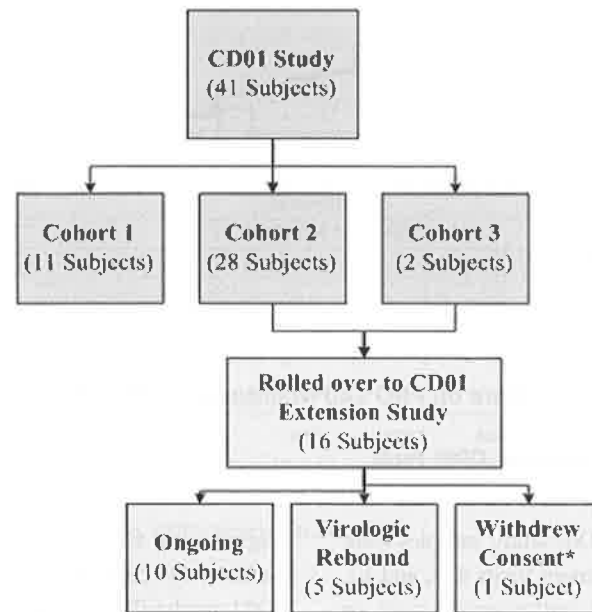 CD01 Study
(41 Subjects)
Cohort 1
(11 Subjects)
Cohort 2
(28 Subjects)
Cohort 3
(2 Subjects)
Rolled over to CD01
Extension Study
(16 Subjects)
Ongoing
(10 Subjects)
Virologic
Rebound
(5 Subjects)
Withdrew
Consent*
(1 Subject)